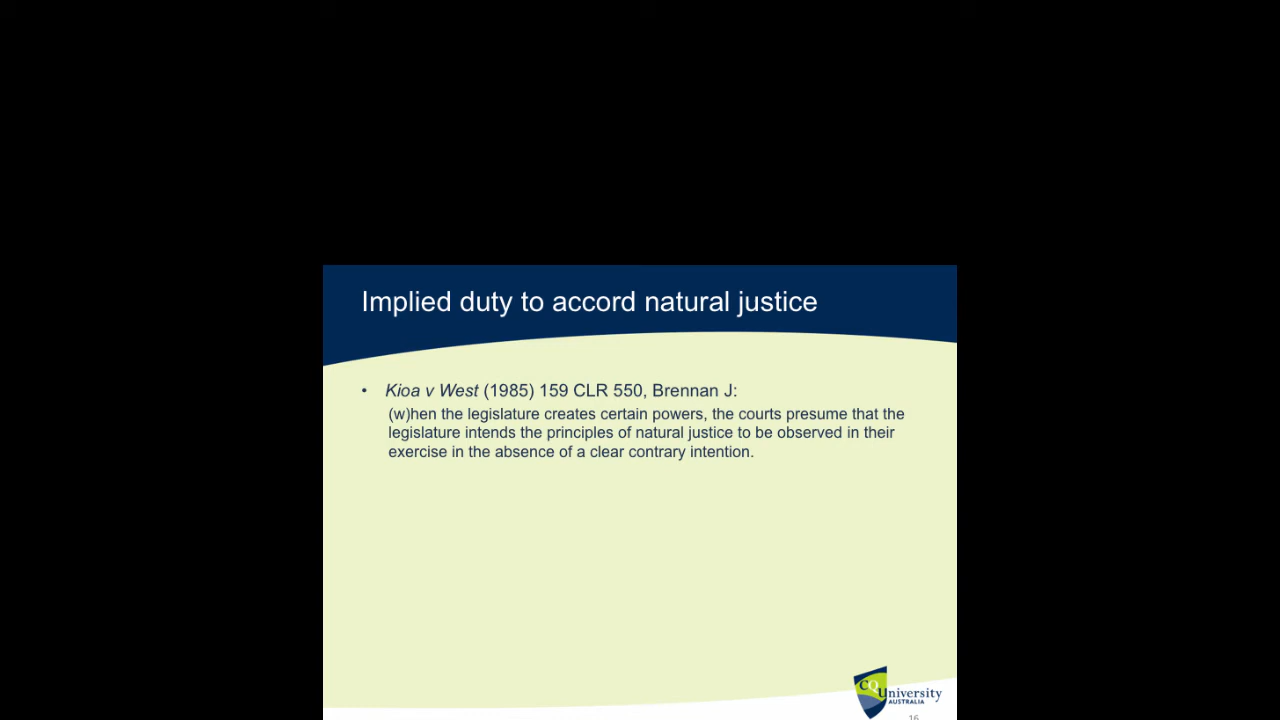 Implied duty to accord natural justice
• Kioa v West (1985) 159 CLR 550, Brennan J:
(w)hen the legislature creates certain powers, the courts presume that the
legislature intends the principles of natural justice to be observed in their
exercise in the absence of a clear contrary intention.
CQUniversity
AUSTRALIA
16